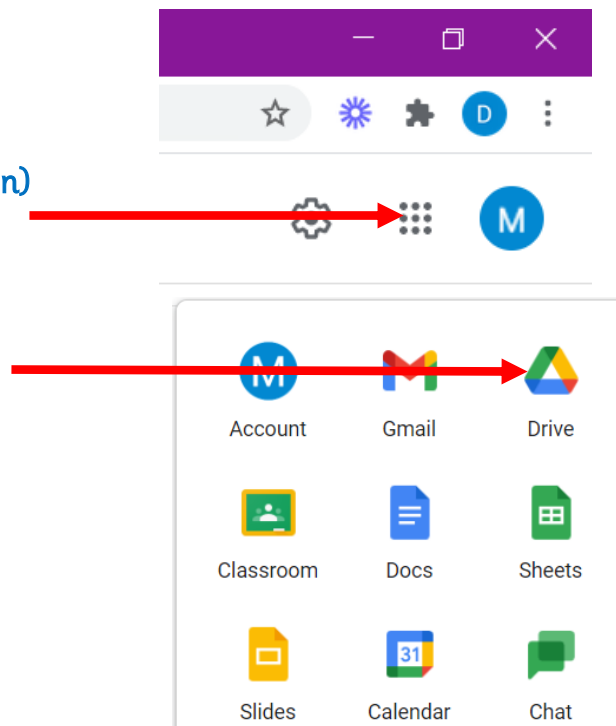 D
n)
M
M
Account Gmail Drive
Classroom Docs Sheets
31
Slides Calendar Chat